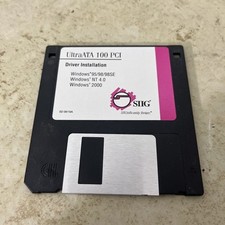 UltraATA 100 PCI
Driver Installation
Windows® 95/98/98SE
Windows® NT 4.0
Windows® 2000
SIIG®